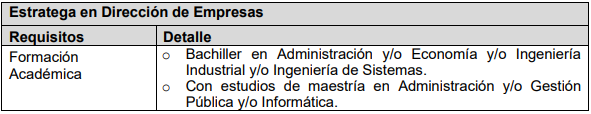 Estratega en Dirección de Empresas
Requisitos Detalle
Formación Académica
o Bachiller en Administración y/o Economía y/o Ingeniería
Industrial y/o Ingeniería de Sistemas.
o Con estudios de maestría en Administración y/o Gestión
Pública y/o Informática.